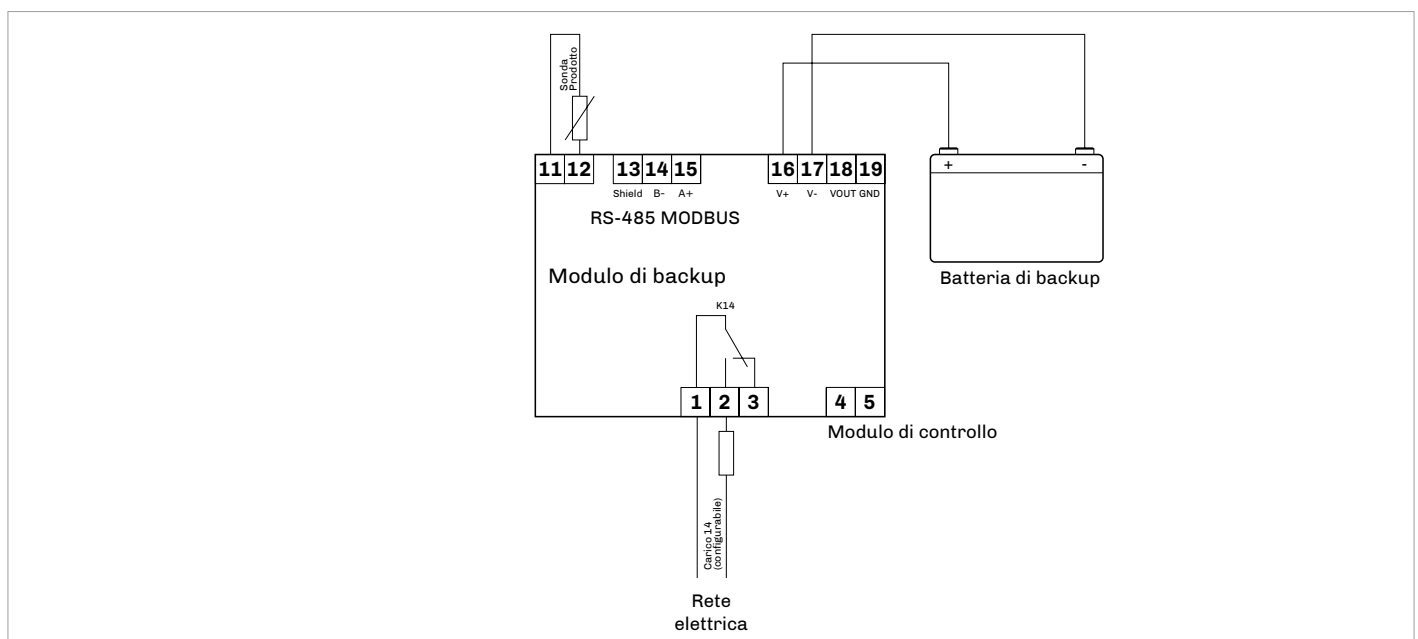 Sonda
Prodotto
11 12 13 14 15 16 17 18 19
+ -
Shield B- A+ V+ V- VOUT GND
RS-485 MODBUS
Modulo di backup
Batteria di backup
K14
1 2 3 4 5
Modulo di controllo
Carico 14
(configurabile)
Rete
elettrica